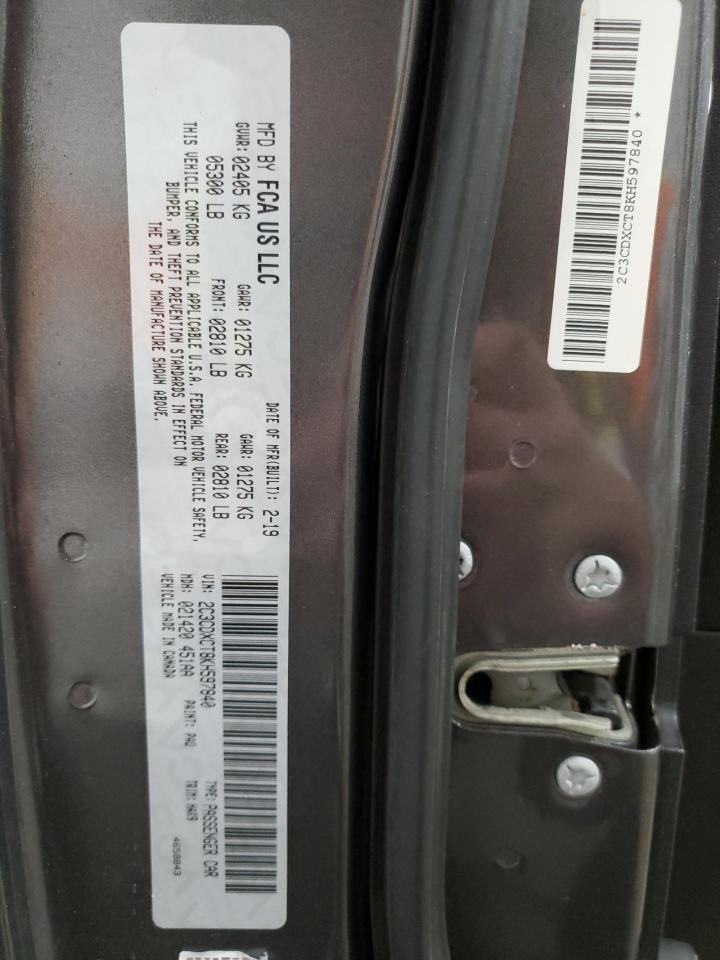 MFD BY FCA US LLC
DATE OF MFR(BUILT): 2-19
GVWR: 02405 KG
GAWR: 01275 KG
GAWR: 01275 KG
05300 LB
FRONT: 02810 LB
REAR: 02810 LB
THIS VEHICLE CONFORMS TO ALL APPLICABLE U.S.A. FEDERAL MOTOR VEHICLE SAFETY,
BUMPER, AND THEFT PREVENTION STANDARDS IN EFFECT ON
THE DATE OF MANUFACTURE SHOWN ABOVE.
VIN: 2C3CDXCT8KH597840
TYPE: PASSENGER CAR
MDH: 021420 451AA
PAINT: PAU
TRIM: HAX9
VEHICLE MADE IN CANADA
4658843
2C3CDXCT8KH597840 *